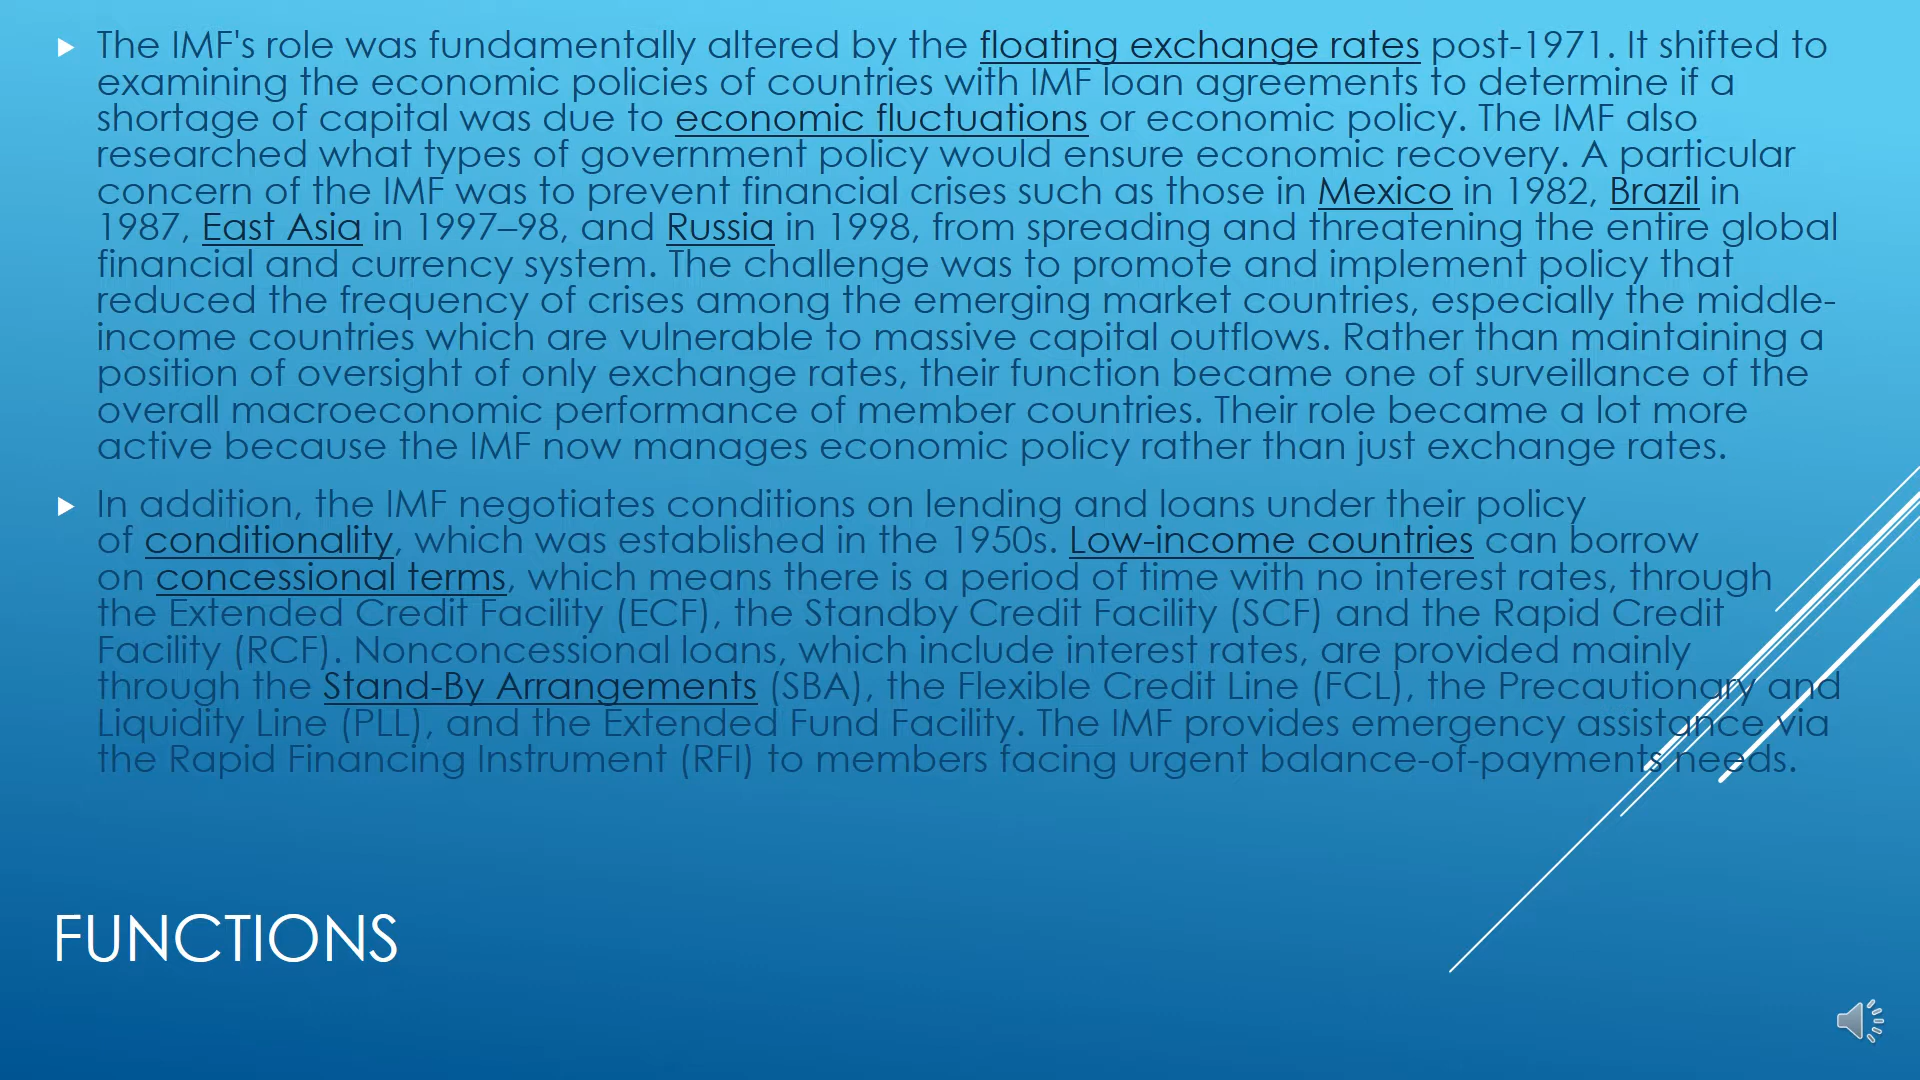 The IMF's role was fundamentally altered by the floating exchange rates post-1971. It shifted to
examining the economic policies of countries with IMF loan agreements to determine if a
shortage of capital was due to economic fluctuations or economic policy. The IMF also
researched what types of government policy would ensure economic recovery. A particular
concern of the IMF was to prevent financial crises such as those in Mexico in 1982, Brazil in
1987, East Asia in 1997–98, and Russia in 1998, from spreading and threatening the entire global
financial and currency system. The challenge was to promote and implement policy that
reduced the frequency of crises among the emerging market countries, especially the middle-
income countries which are vulnerable to massive capital outflows. Rather than maintaining a
position of oversight of only exchange rates, their function became one of surveillance of the
overall macroeconomic performance of member countries. Their role became a lot more
active because the IMF now manages economic policy rather than just exchange rates.
In addition, the IMF negotiates conditions on lending and loans under their policy
of conditionality, which was established in the 1950s. Low-income countries can borrow
on concessional terms, which means there is a period of time with no interest rates, through
the Extended Credit Facility (ECF), the Standby Credit Facility (SCF) and the Rapid Credit
Facility (RCF). Nonconcessional loans, which include interest rates, are provided mainly
through the Stand-By Arrangements (SBA), the Flexible Credit Line (FCL), the Precautionary and
Liquidity Line (PLL), and the Extended Fund Facility. The IMF provides emergency assistance via
the Rapid Financing Instrument (RFI) to members facing urgent balance-of-payments needs.
FUNCTIONS